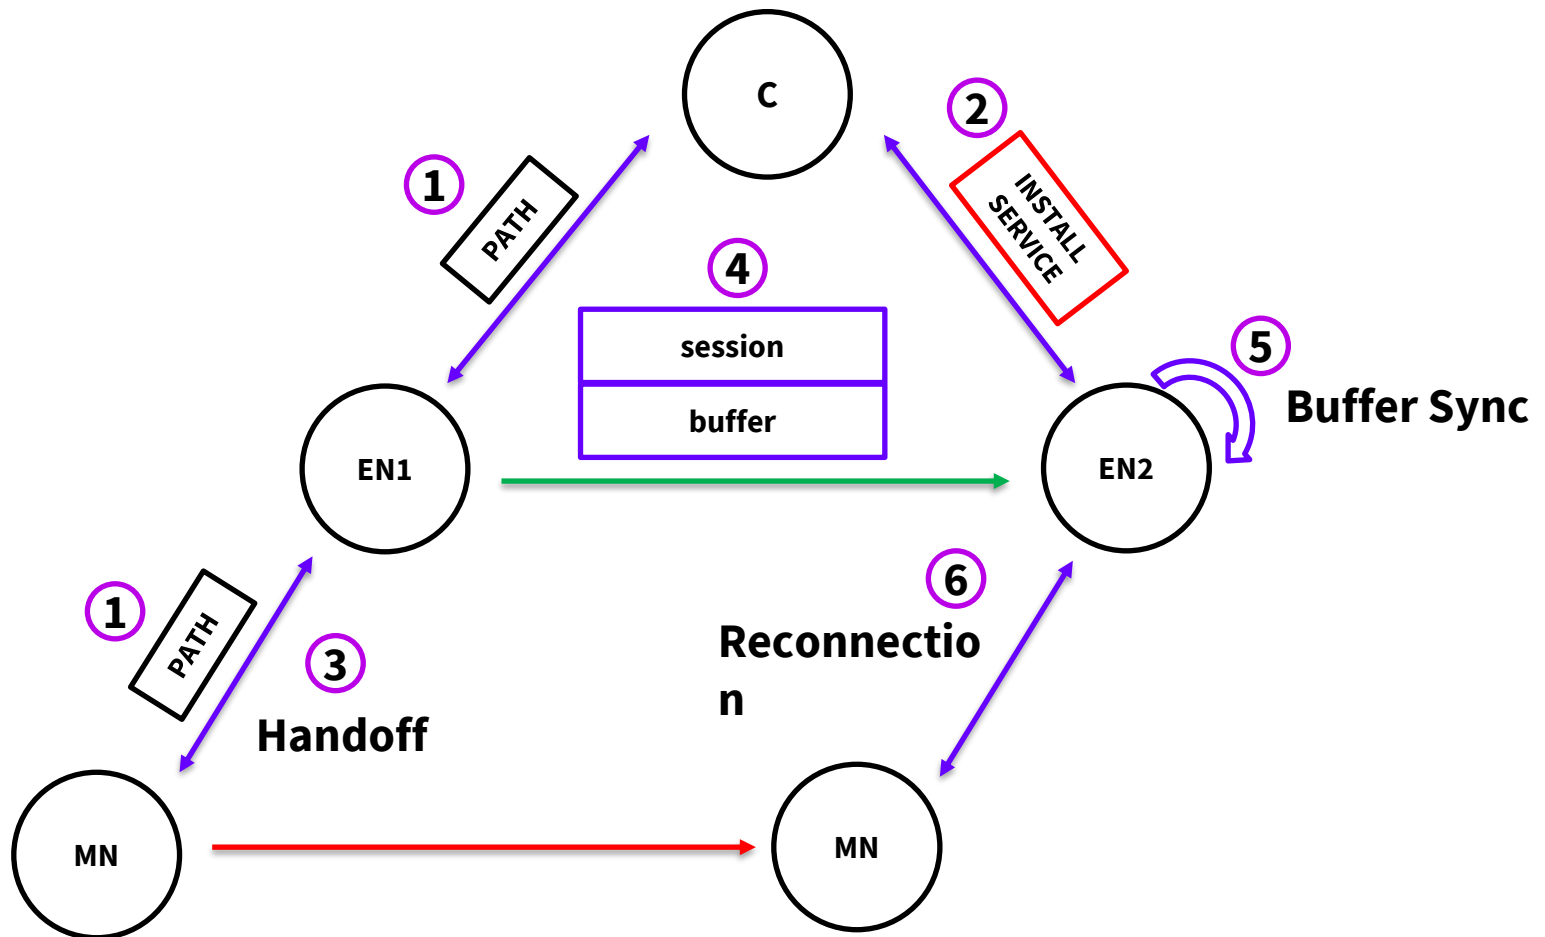 C
2
1
PATH
INSTALL
SERVICE
4
session
5
Buffer Sync
buffer
EN1
EN2
6
1
PATH
Reconnectio
n
3
Handoff
MN
MN